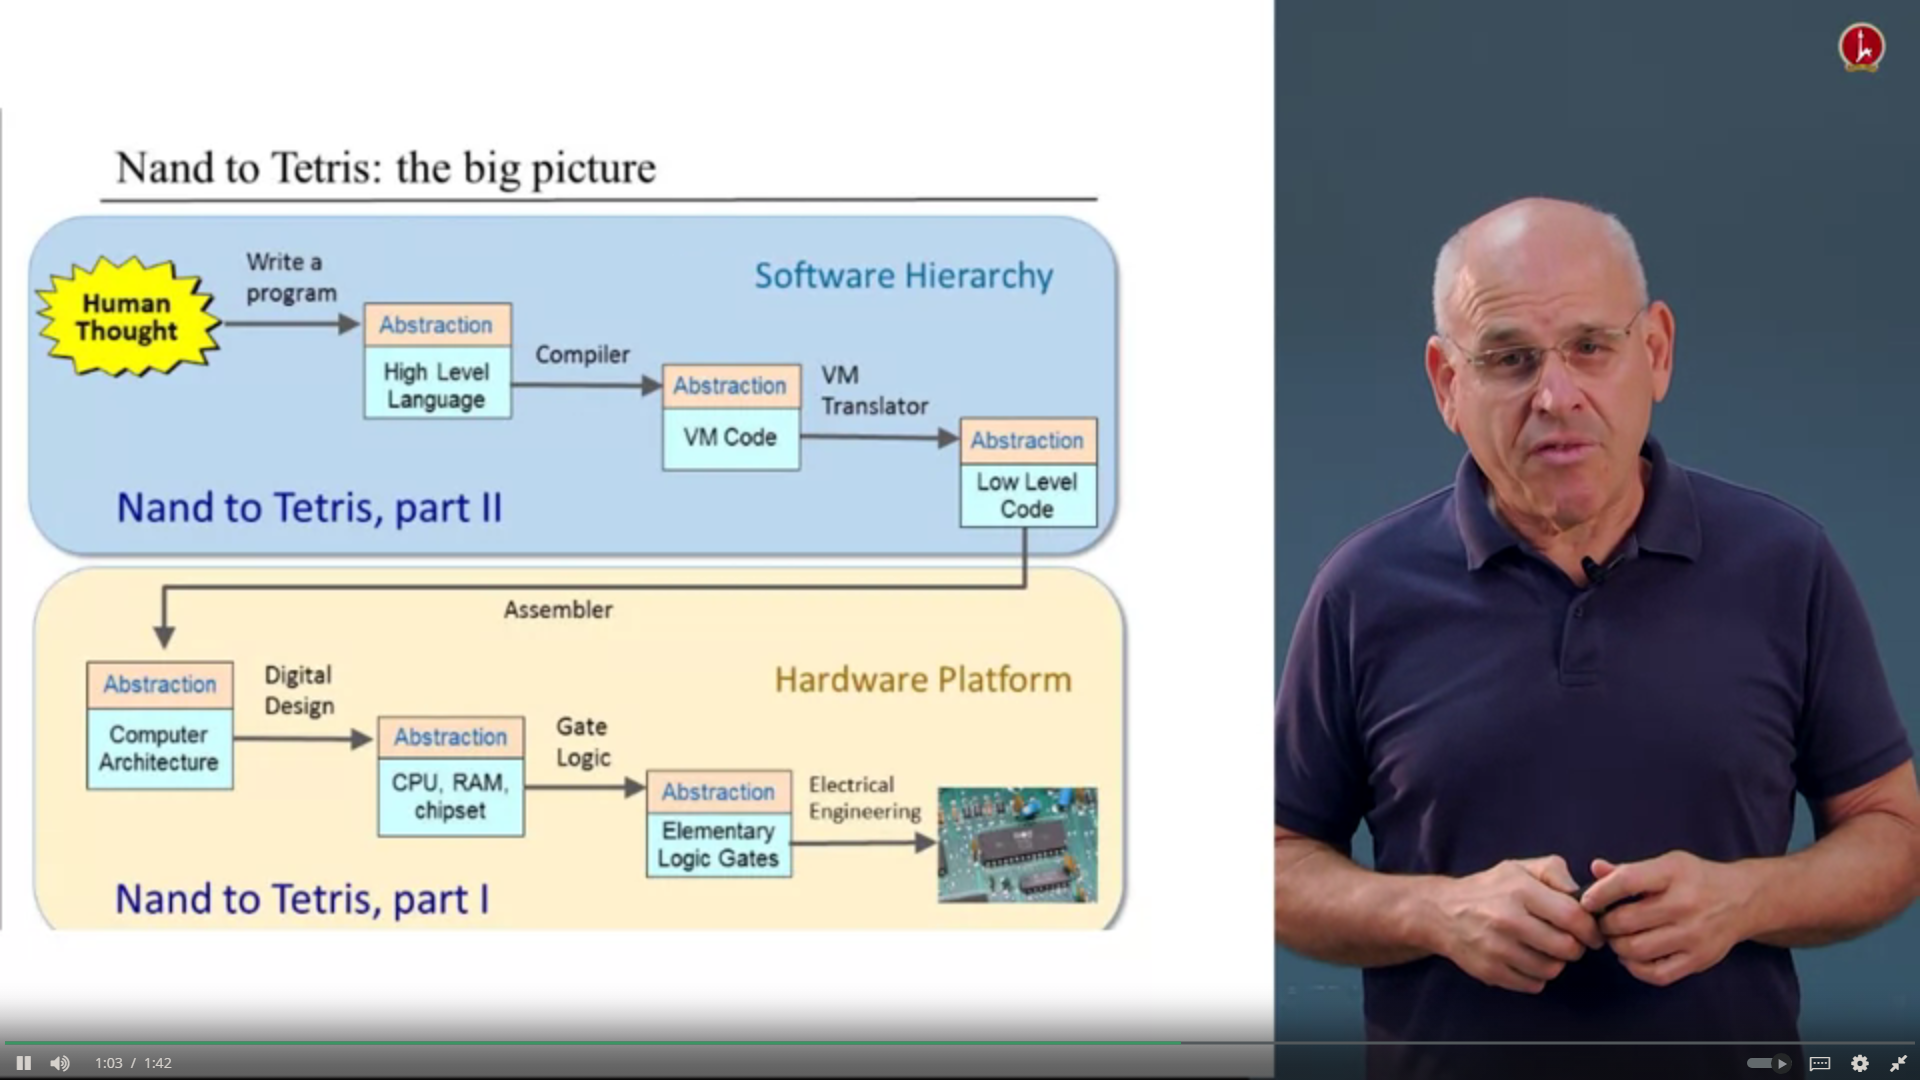 Nand to Tetris: the big picture
Human
Thought
Write a
program
Software Hierarchy
Abstraction
High Level
Language
Compiler
Abstraction
VM Code
VM
Translator
Abstraction
Low Level
Code
Nand to Tetris, part II
Assembler
Hardware Platform
Abstraction
Computer
Architecture
Digital
Design
Abstraction
CPU, RAM,
chipset
Gate
Logic
Abstraction
Elementary
Logic Gates
Electrical
Engineering
Nand to Tetris, part I
1:03 / 1:42